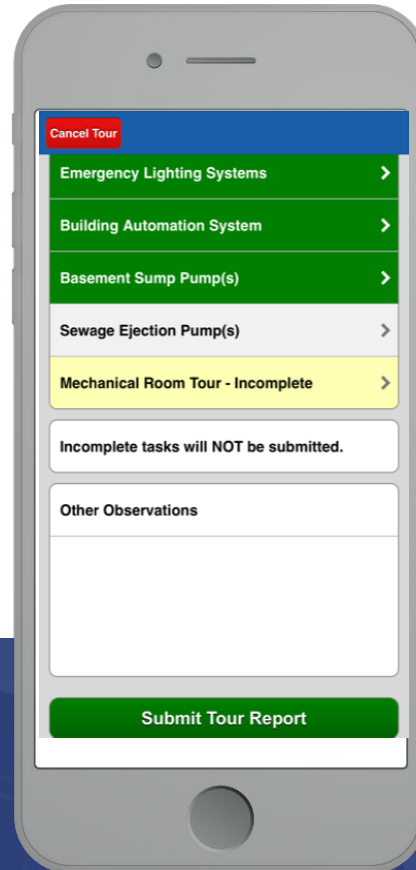 Cancel Tour
Emergency Lighting Systems
Building Automation System
Basement Sump Pump(s)
Sewage Ejection Pump(s)
Mechanical Room Tour - Incomplete
Incomplete tasks will NOT be submitted.
Other Observations
Submit Tour Report